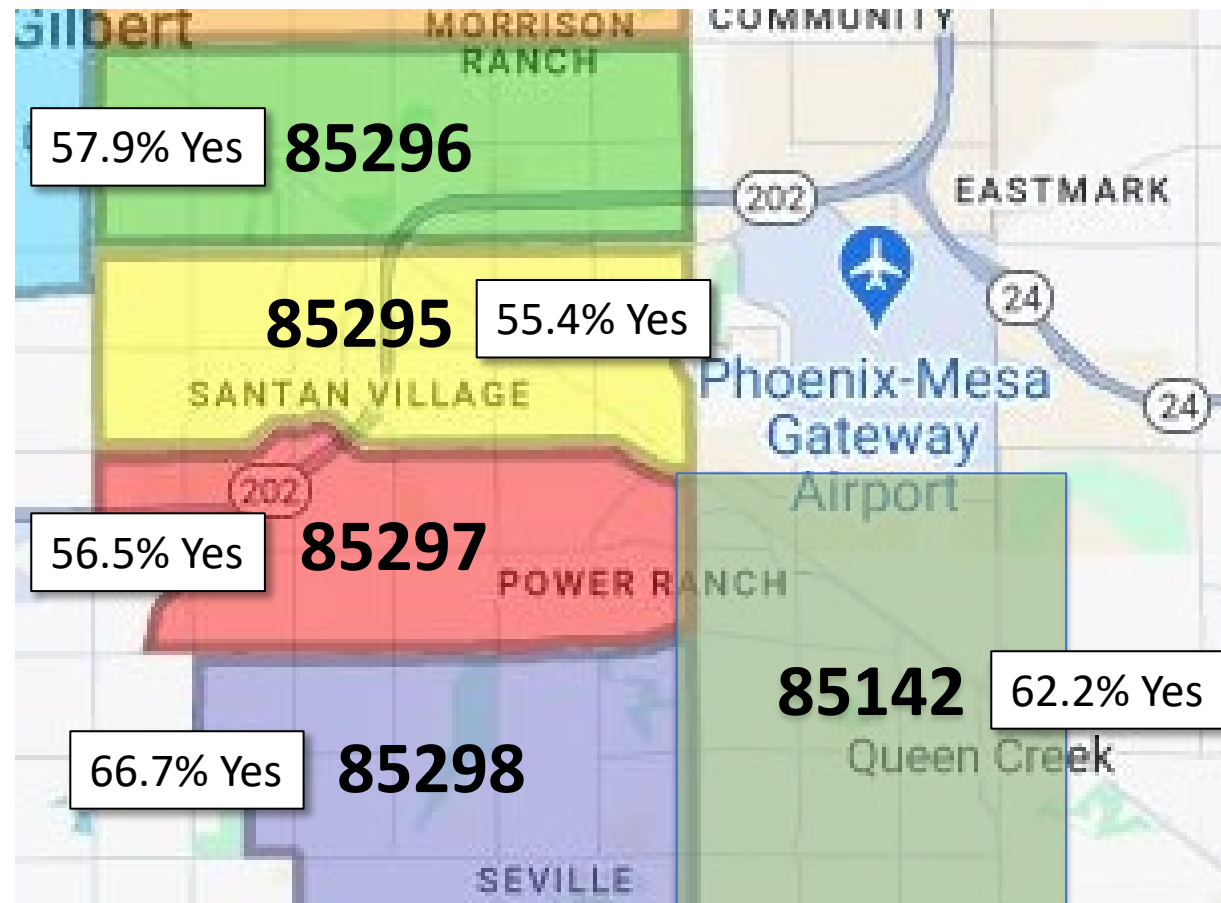 Gilbert
MORRISON
RANCH
COMMUNITY
57.9% Yes
85296
202
EASTMARK
85295
55.4% Yes
24
SANTAN VILLAGE
Phoenix-Mesa
Gateway
Airport
24
202
56.5% Yes
85297
POWER RANCH
85142
62.2% Yes
Queen Creek
66.7% Yes
85298
SEVILLE